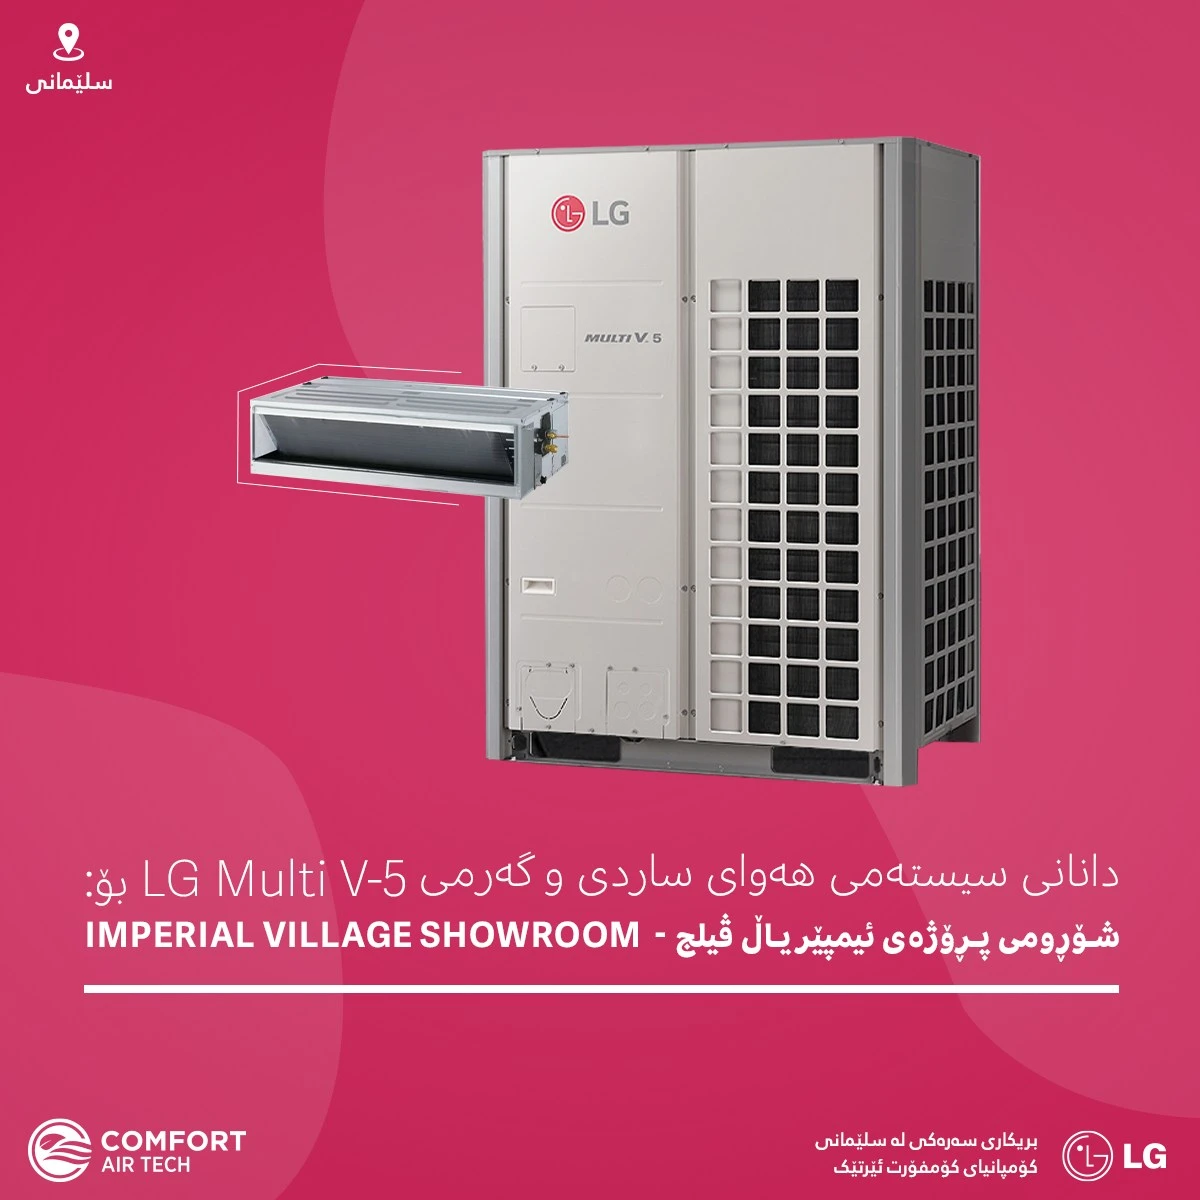 سلێمانی
LG
MULTI V. 5
دانانی سیستەمی هەوای ساردی و گەرمی LG Multi V-5 بۆ:
شۆڕومی پڕۆژەی ئیمپێریاڵ ڤیلج - IMPERIAL VILLAGE SHOWROOM
COMFORT
AIR TECH
بریکاری سەرەکی لە سلێمانی
کۆمپانیای کۆمفۆرت ئێرتێک
LG